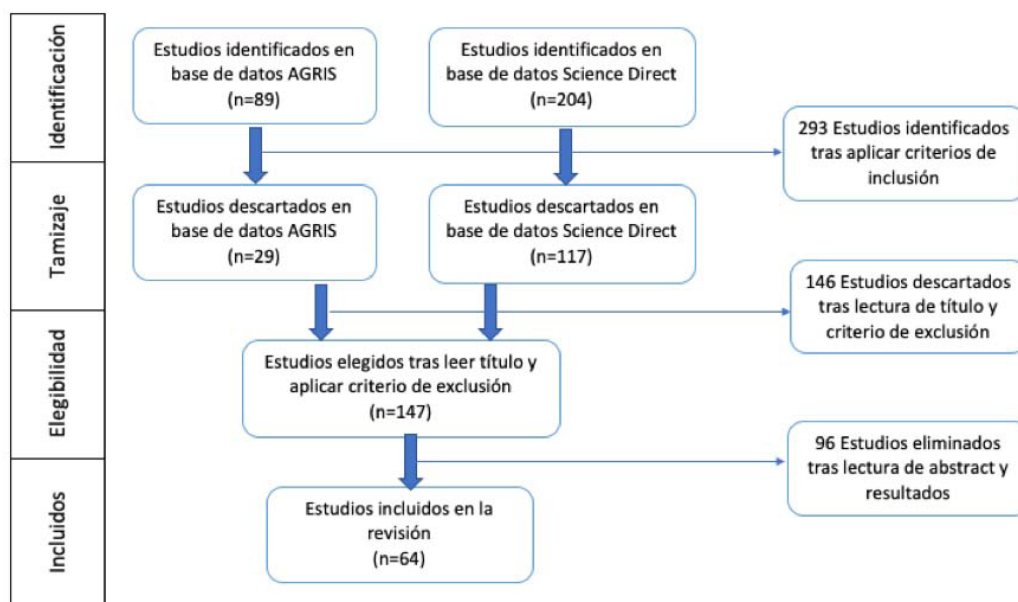 Identificación
Estudios identificados en
base de datos AGRIS
(n=89)
Estudios identificados en
base de datos Science Direct
(n=204)
293 Estudios identificados
tras aplicar criterios de
inclusión
Tamizaje
Estudios descartados en
base de datos AGRIS
(n=29)
Estudios descartados en
base de datos Science Direct
(n=117)
146 Estudios descartados
tras lectura de título y
criterio de exclusión
Elegibilidad
Estudios elegidos tras leer título y
aplicar criterio de exclusión
(n=147)
96 Estudios eliminados
tras lectura de abstract y
resultados
Incluidos
Estudios incluidos en la
revisión
(n=64)